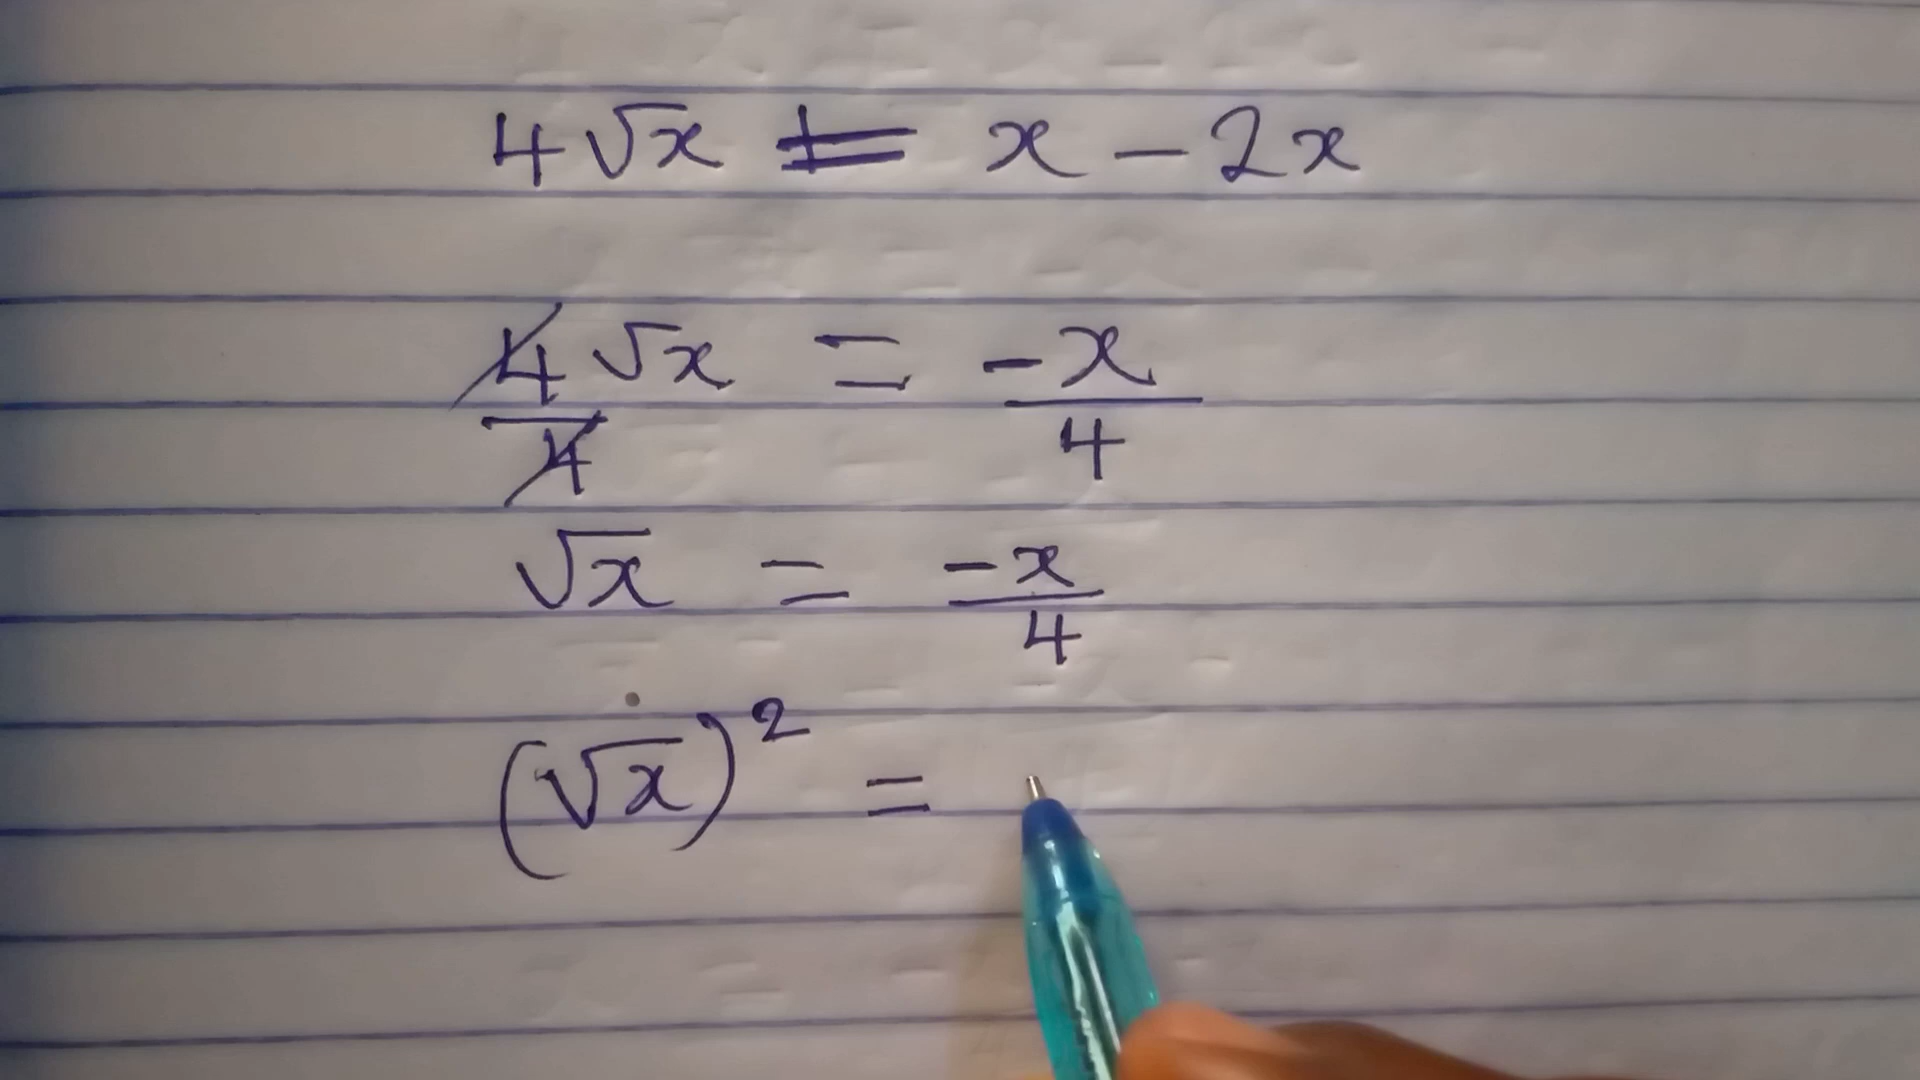 4√x = x - 2x
4√x/4 = -x/4
√x = -x/4
(√x)² =